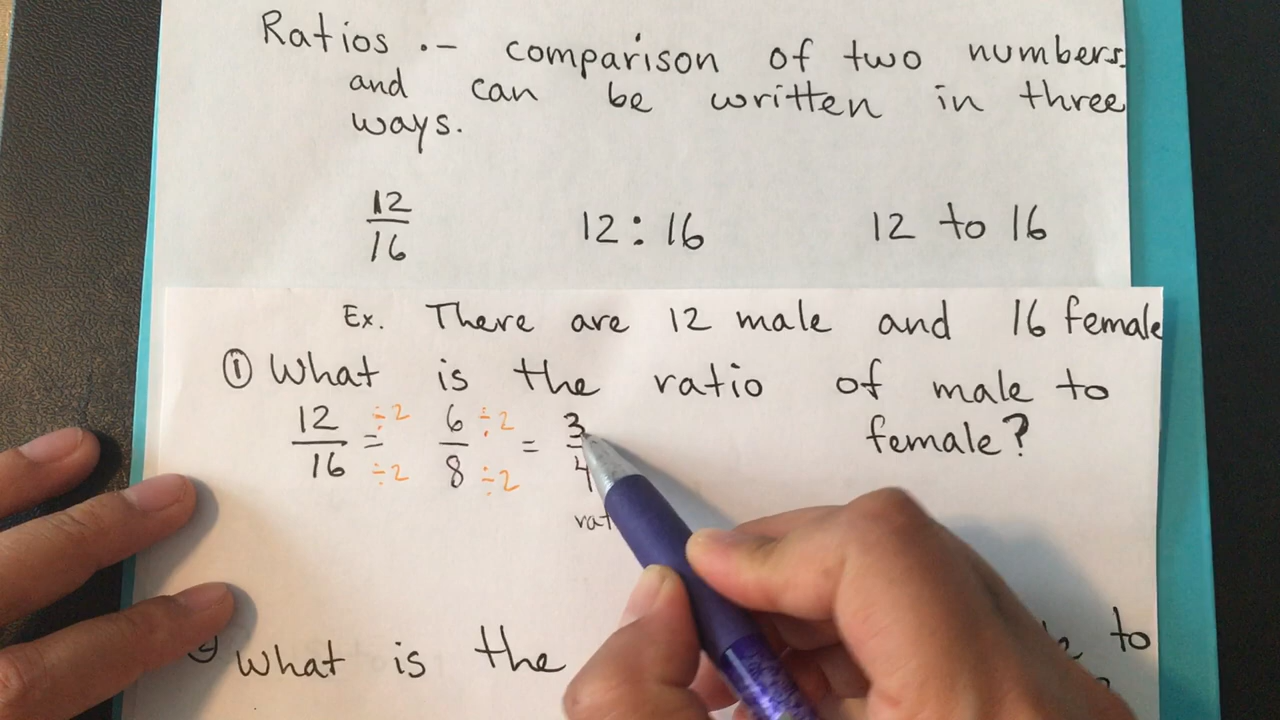 Ratios :- comparison of two numbers.
and can be written in three
ways.
12/16 12:16 12 to 16
Ex. There are 12 male and 16 female
① What is the ratio of male to
female?
12/16 ÷2/÷2 = 6/8 ÷2/÷2 = 3/4
② what is the to